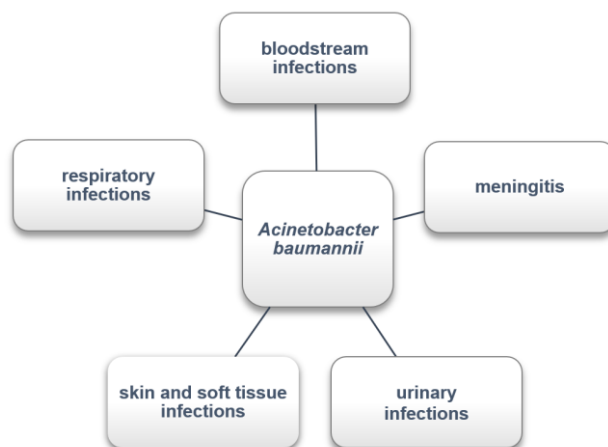 bloodstream
infections
respiratory
infections
meningitis
Acinetobacter
baumannii
skin and soft tissue
infections
urinary
infections